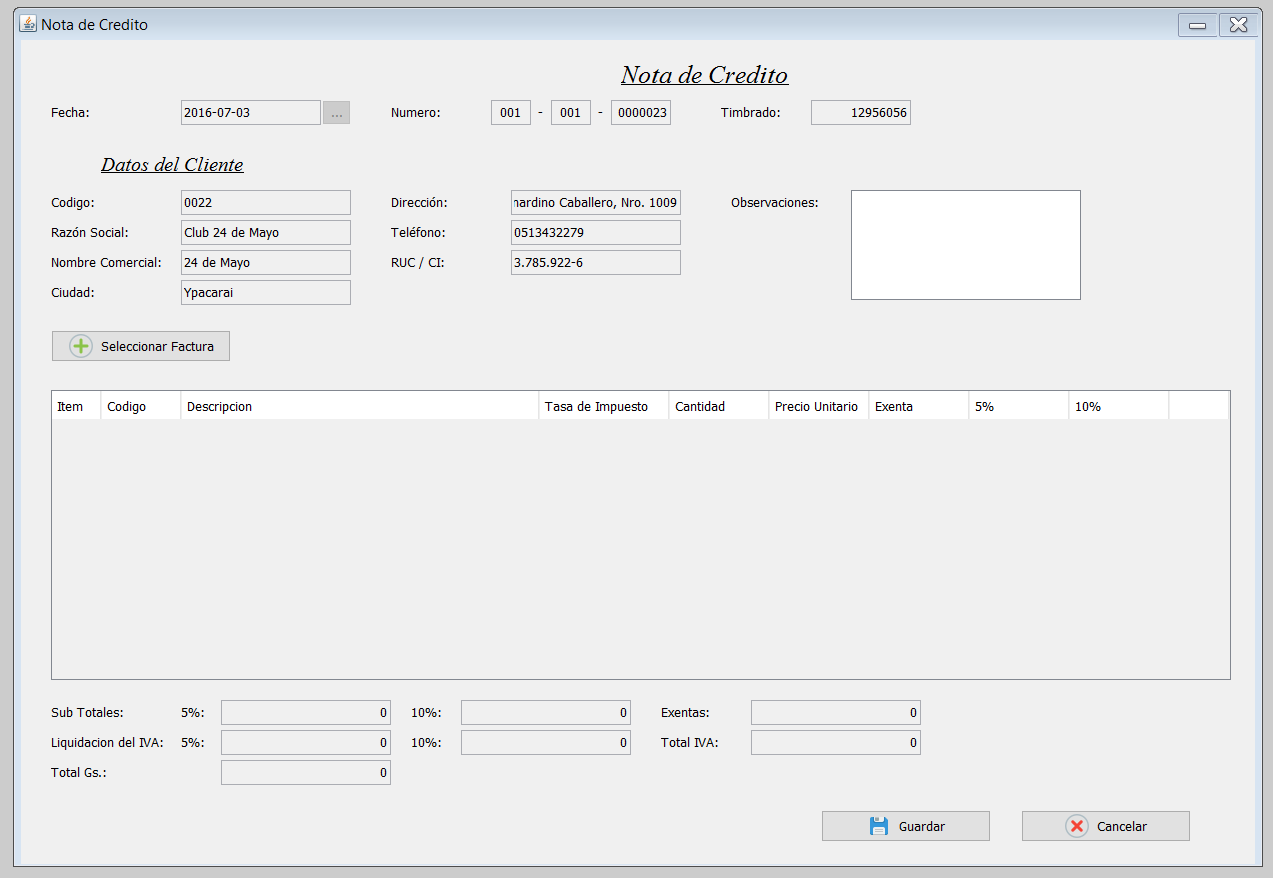 Nota de Credito
Nota de Credito
Fecha: 2016-07-03 ... Numero: 001 - 001 - 0000023 Timbrado: 12956056
Datos del Cliente
Codigo: 0022 Dirección: nardino Caballero, Nro. 1009 Observaciones:
Razón Social: Club 24 de Mayo Teléfono: 0513432279
Nombre Comercial: 24 de Mayo RUC / CI: 3.785.922-6
Ciudad: Ypacarai
Seleccionar Factura
Item Codigo Descripcion Tasa de Impuesto Cantidad Precio Unitario Exenta 5% 10%
Sub Totales: 5%: 0 10%: 0 Exentas: 0
Liquidacion del IVA: 5%: 0 10%: 0 Total IVA: 0
Total Gs.: 0
Guardar Cancelar